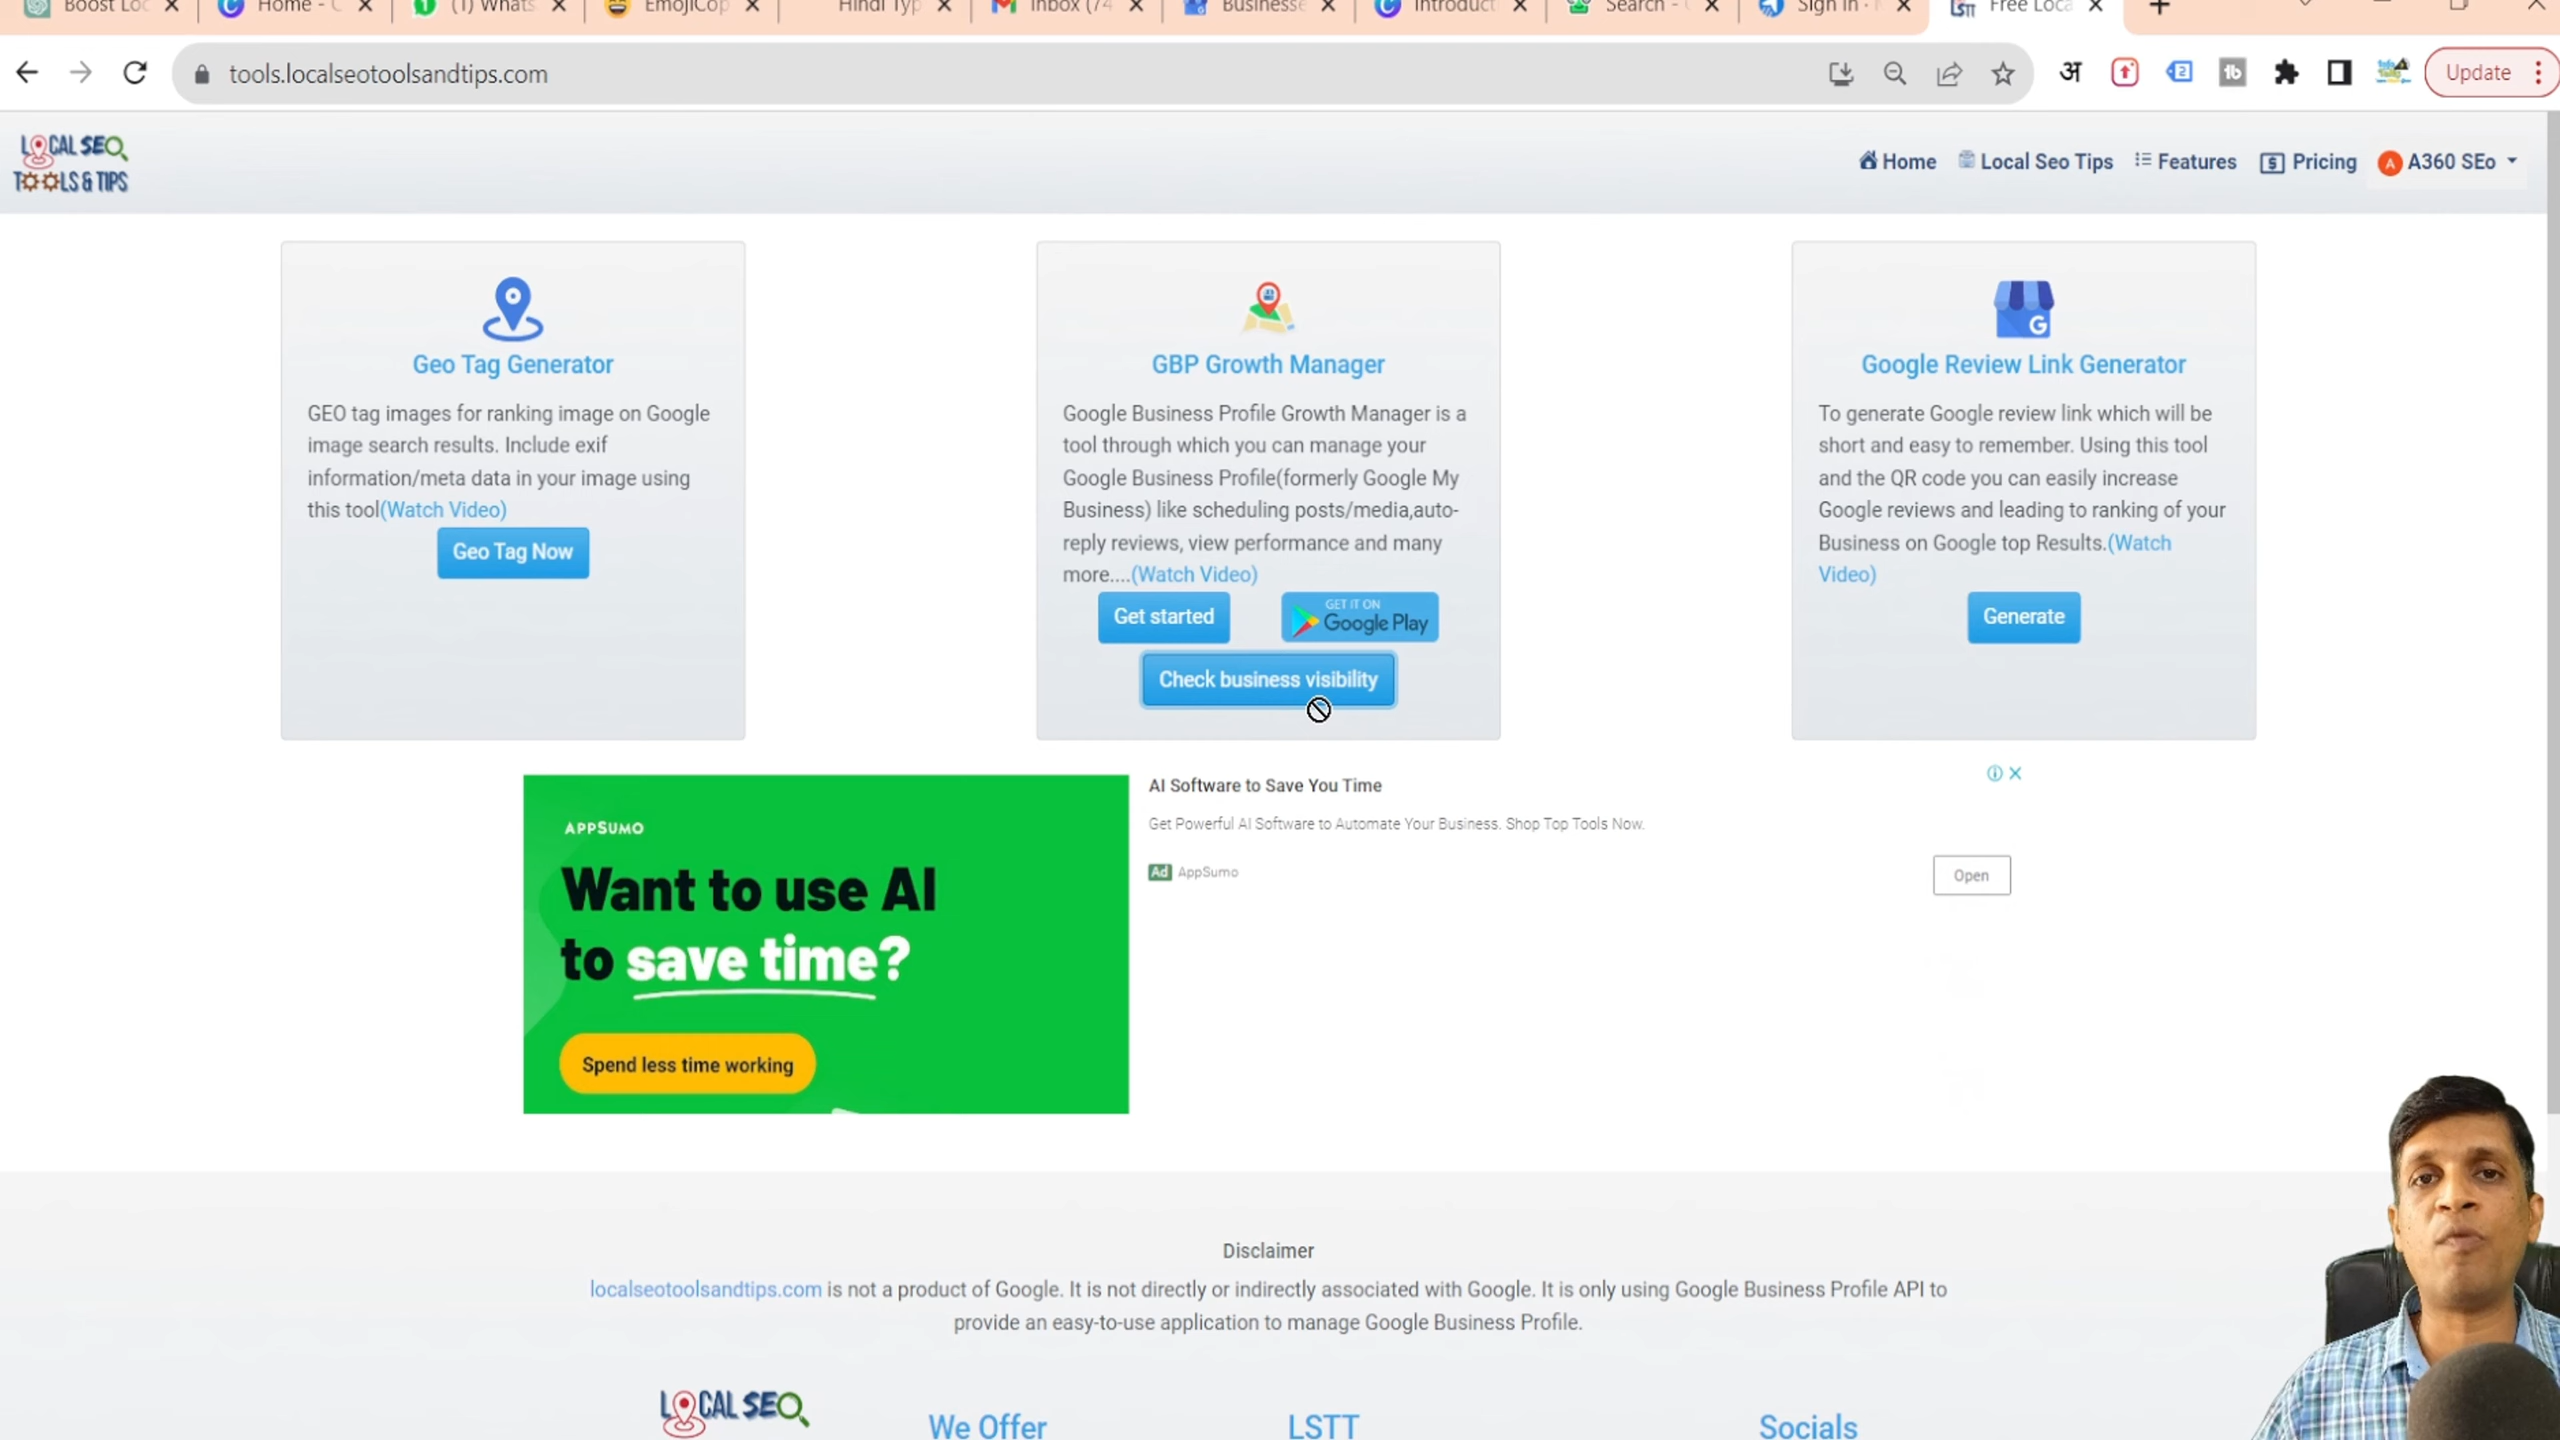 Boost Loc
Home - C
(1) Whats
EmojiCop
Hindi Typ
Inbox (74
Businesse
Introducti
Search - 
Sign In · 
Free Loca
tools.localseotoolsandtips.com
अ
2
tb
Update
LOCAL SEO
TOOLS & TIPS
Home
Local Seo Tips
Features
$ Pricing
A A360 SEo
Geo Tag Generator
GEO tag images for ranking image on Google
image search results. Include exif
information/meta data in your image using
this tool(Watch Video)
Geo Tag Now
GBP Growth Manager
Google Business Profile Growth Manager is a
tool through which you can manage your
Google Business Profile(formerly Google My
Business) like scheduling posts/media,auto-
reply reviews, view performance and many
more....(Watch Video)
Get started
GET IT ON
Google Play
Check business visibility
G
Google Review Link Generator
To generate Google review link which will be
short and easy to remember. Using this tool
and the QR code you can easily increase
Google reviews and leading to ranking of your
Business on Google top Results.(Watch
Video)
Generate
APPSUMO
Want to use AI
to save time?
Spend less time working
AI Software to Save You Time
Get Powerful AI Software to Automate Your Business. Shop Top Tools Now.
Ad AppSumo
Open
Disclaimer
localseotoolsandtips.com is not a product of Google. It is not directly or indirectly associated with Google. It is only using Google Business Profile API to
provide an easy-to-use application to manage Google Business Profile.
LOCAL SEO
We Offer
LSTT
Socials